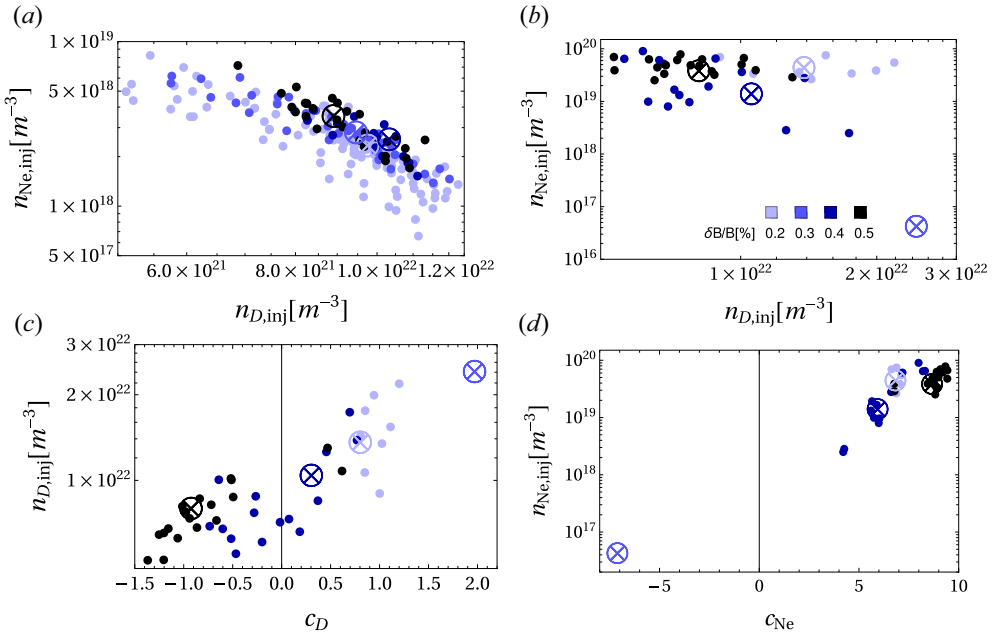 (a)
1 × 10^19
5 × 10^18
1 × 10^18
5 × 10^17
n_Ne,inj [m^−3]
6.0 × 10^21
8.0 × 10^21
1.0 × 10^22
1.2 × 10^22
n_D,inj [m^−3]
(b)
10^20
10^19
10^18
10^17
10^16
n_Ne,inj [m^−3]
δB/B[%]
0.2
0.3
0.4
0.5
1 × 10^22
2 × 10^22
3 × 10^22
n_D,inj [m^−3]
(c)
3 × 10^22
2 × 10^22
1 × 10^22
n_D,inj [m^−3]
−1.5
−1.0
−0.5
0.0
0.5
1.0
1.5
2.0
c_D
(d)
10^20
10^19
10^18
10^17
n_Ne,inj [m^−3]
−5
0
5
10
c_Ne